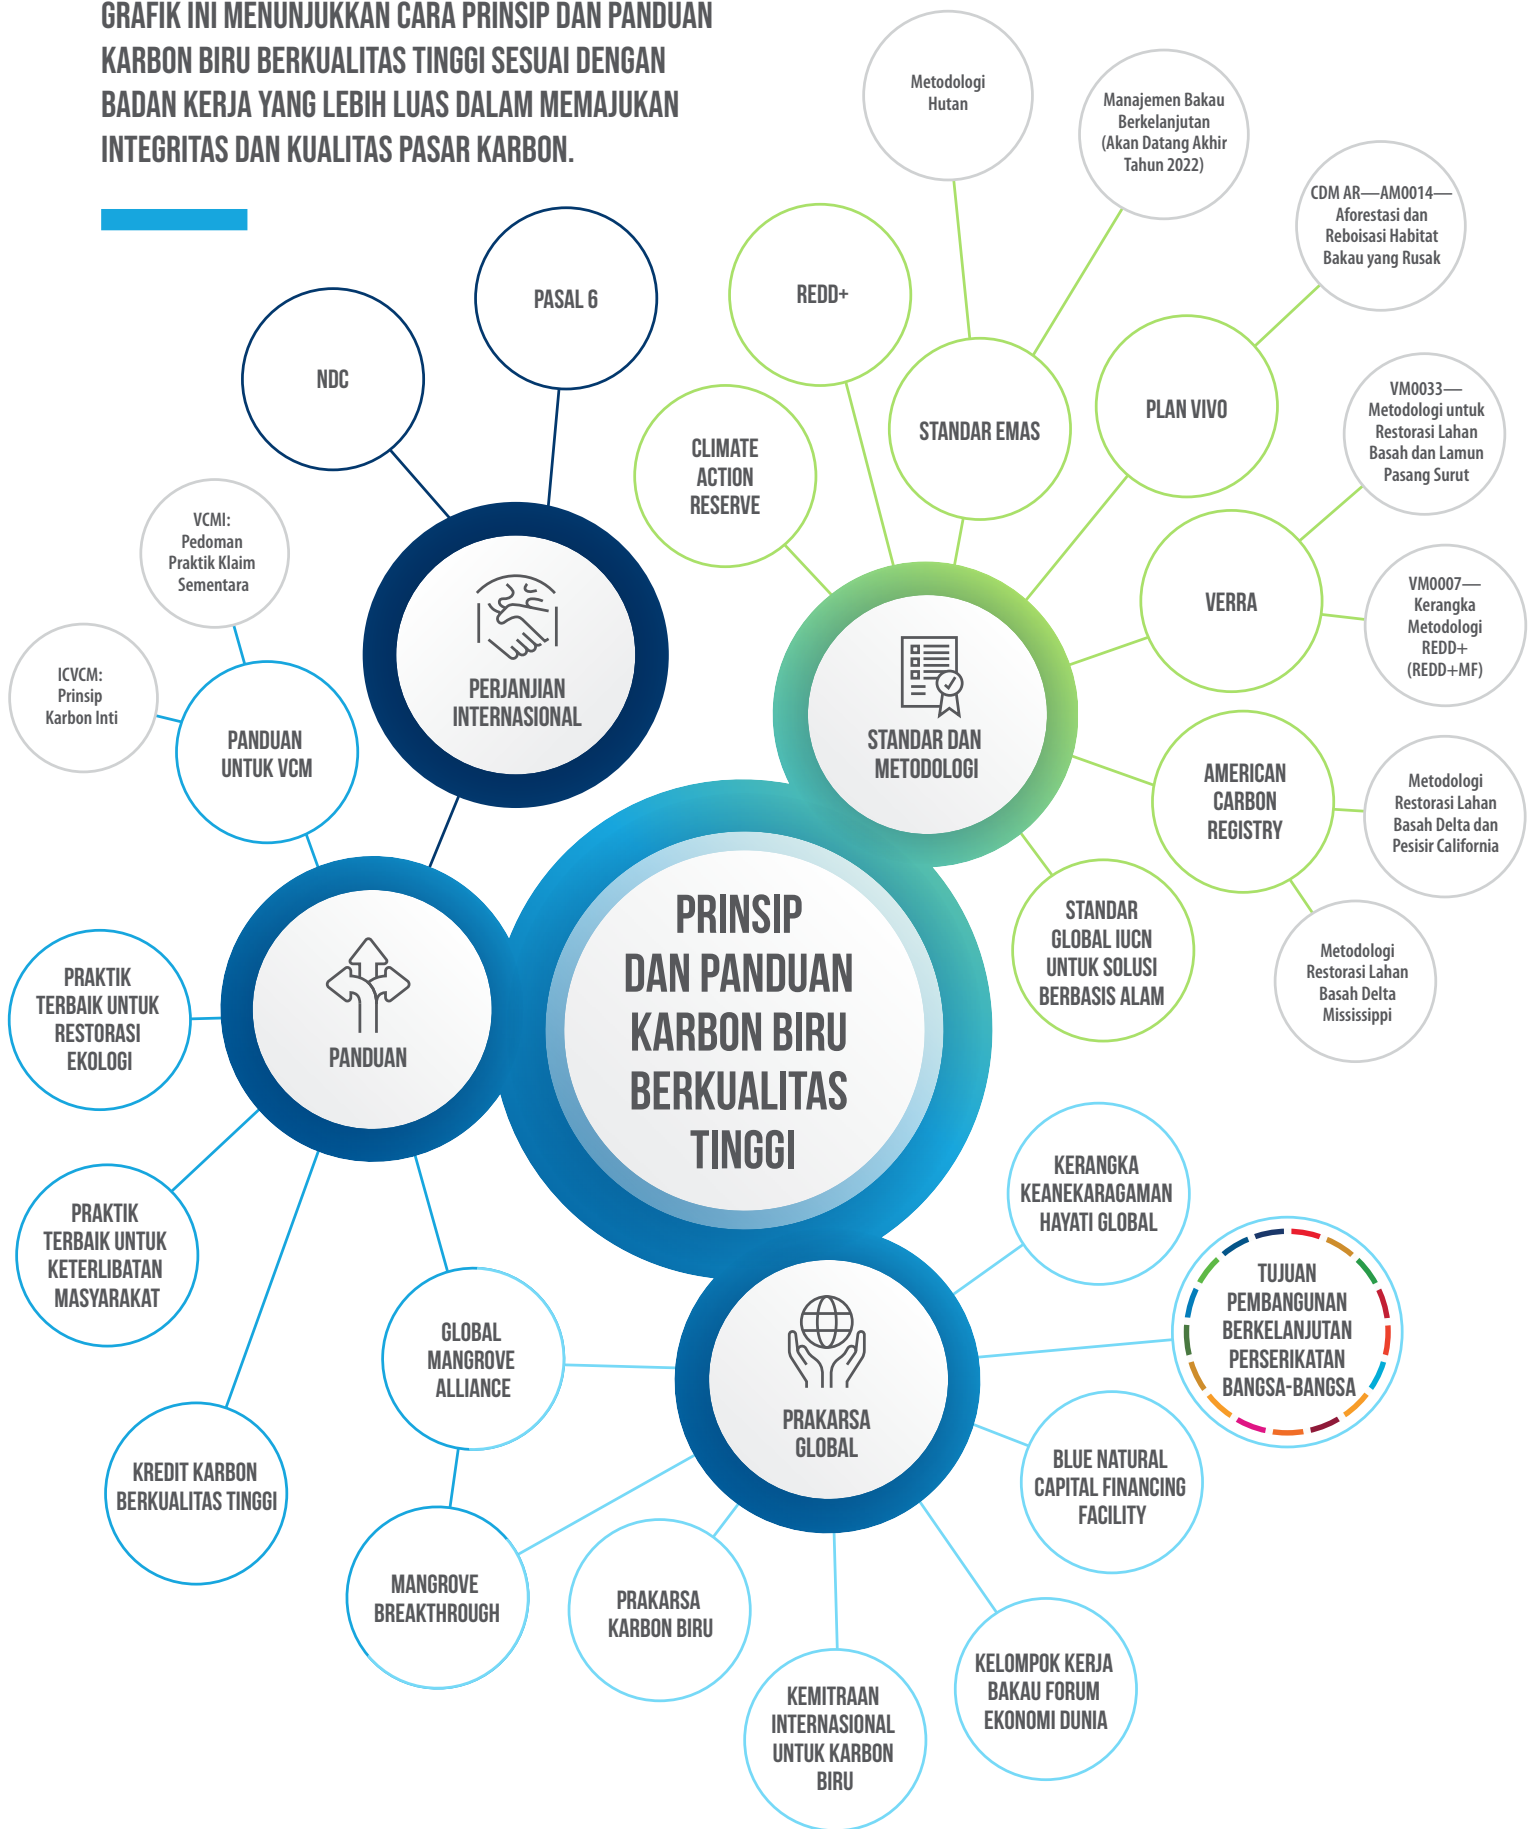 GRAFIK INI MENUNJUKKAN CARA PRINSIP DAN PANDUAN
KARBON BIRU BERKUALITAS TINGGI SESUAI DENGAN
BADAN KERJA YANG LEBIH LUAS DALAM MEMAJUKAN
INTEGRITAS DAN KUALITAS PASAR KARBON.
Metodologi
Hutan
Manajemen Bakau
Berkelanjutan
(Akan Datang Akhir
Tahun 2022)
CDM AR—AM0014—
Aforestasi dan
Reboisasi Habitat
Bakau yang Rusak
PASAL 6
REDD+
NDC
STANDAR EMAS
PLAN VIVO
CLIMATE
ACTION
RESERVE
VM0033—
Metodologi untuk
Restorasi Lahan
Basah dan Lamun
Pasang Surut
VCMI:
Pedoman
Praktik Klaim
Sementara
VERRA
VM0007—
Kerangka
Metodologi
REDD+
(REDD+MF)
ICVCM:
Prinsip
Karbon Inti
PERJANJIAN
INTERNASIONAL
PANDUAN
UNTUK VCM
STANDAR DAN
METODOLOGI
AMERICAN
CARBON
REGISTRY
Metodologi
Restorasi Lahan
Basah Delta dan
Pesisir California
STANDAR
GLOBAL IUCN
UNTUK SOLUSI
BERBASIS ALAM
Metodologi
Restorasi Lahan
Basah Delta
Mississippi
PRINSIP
DAN PANDUAN
KARBON BIRU
BERKUALITAS
TINGGI
PRAKTIK
TERBAIK UNTUK
RESTORASI
EKOLOGI
PANDUAN
PRAKTIK
TERBAIK UNTUK
KETERLIBATAN
MASYARAKAT
KERANGKA
KEANEKARAGAMAN
HAYATI GLOBAL
TUJUAN
PEMBANGUNAN
BERKELANJUTAN
PERSERIKATAN
BANGSA-BANGSA
GLOBAL
MANGROVE
ALLIANCE
PRAKARSA
GLOBAL
KREDIT KARBON
BERKUALITAS TINGGI
BLUE NATURAL
CAPITAL FINANCING
FACILITY
MANGROVE
BREAKTHROUGH
PRAKARSA
KARBON BIRU
KELOMPOK KERJA
BAKAU FORUM
EKONOMI DUNIA
KEMITRAAN
INTERNASIONAL
UNTUK KARBON
BIRU